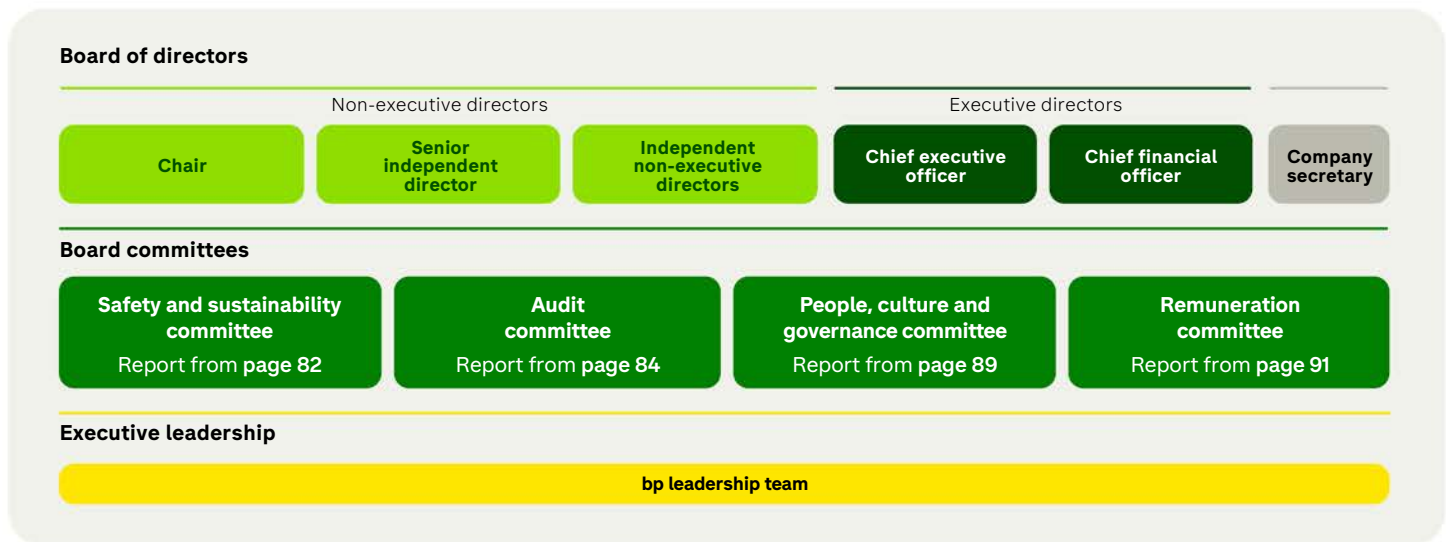 Board of directors
Non-executive directors
Executive directors
Chair
Senior
independent
director
Independent
non-executive
directors
Chief executive
officer
Chief financial
officer
Company
secretary
Board committees
Safety and sustainability
committee
Report from page 82
Audit
committee
Report from page 84
People, culture and
governance committee
Report from page 89
Remuneration
committee
Report from page 91
Executive leadership
bp leadership team